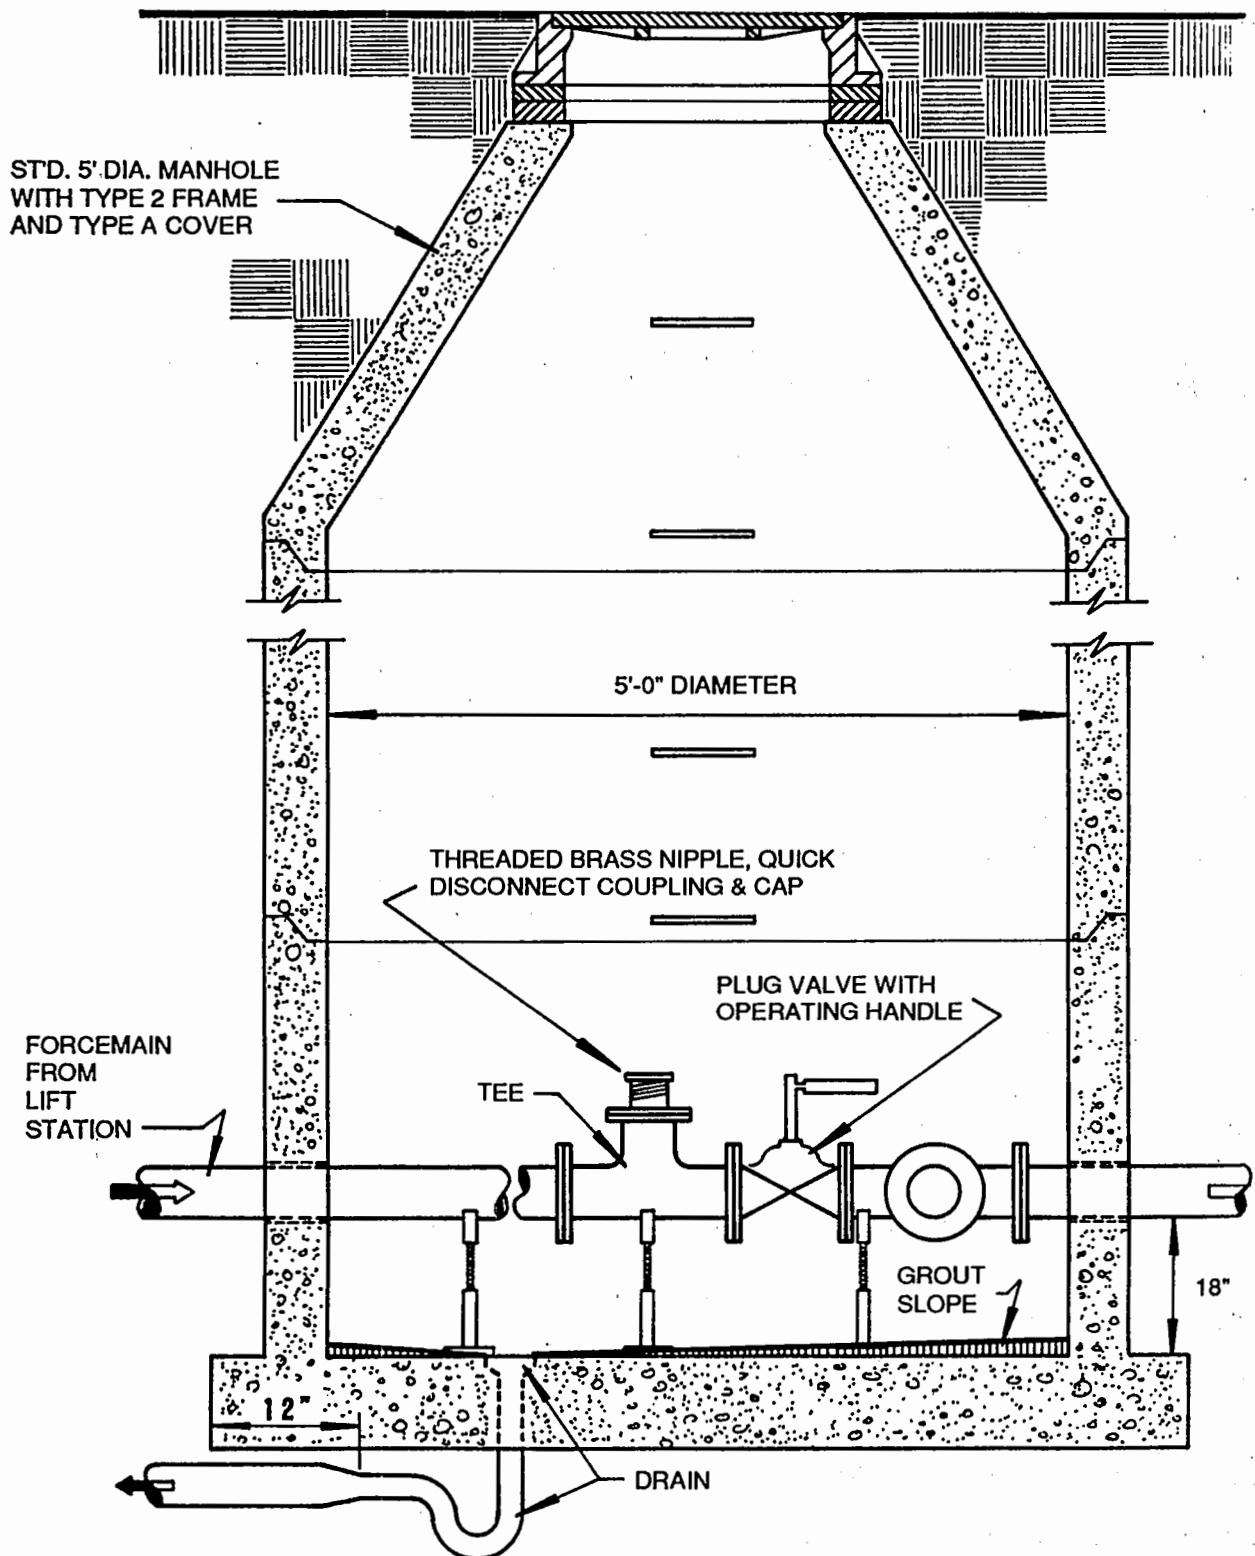 ST'D. 5' DIA. MANHOLE
WITH TYPE 2 FRAME
AND TYPE A COVER
5'-0" DIAMETER
THREADED BRASS NIPPLE, QUICK
DISCONNECT COUPLING & CAP
PLUG VALVE WITH
OPERATING HANDLE
FORCEMAIN
FROM
LIFT
STATION
TEE
GROUT
SLOPE
18"
12"
DRAIN